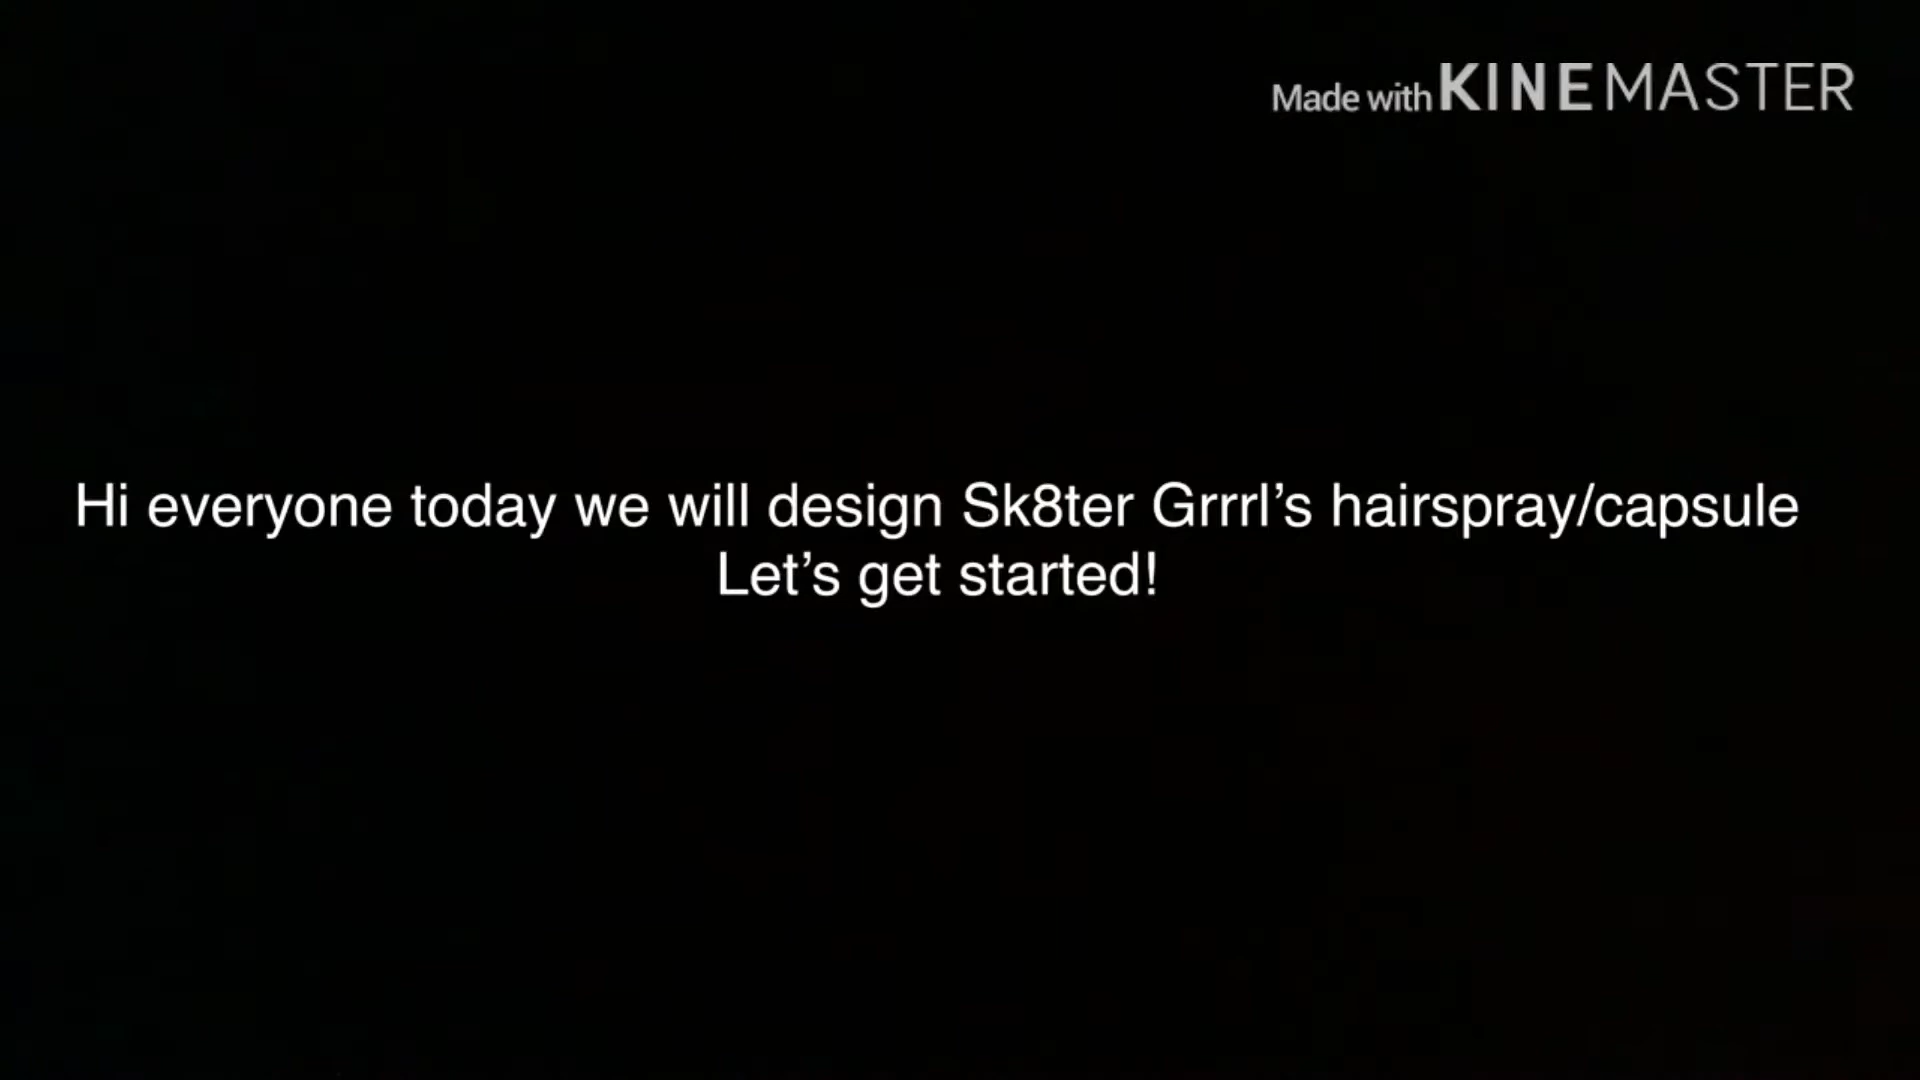 Made with KINEMASTER
Hi everyone today we will design Sk8ter Grrrl’s hairspray/capsule
Let’s get started!